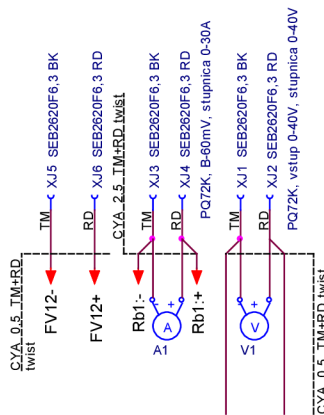 XJ5 SEB2620F6,3 BK
XJ6 SEB2620F6,3 RD
CYA 2,5 TM+RD
twist
XJ3 SEB2620F6,3 BK
XJ4 SEB2620F6,3 RD
PQ72K, B-60mV, stupnica 0-30A
XJ1 SEB2620F6,3 BK
XJ2 SEB2620F6,3 RD
PQ72K, vstup 0-40V, stupnica 0-40V
TM
RD
TM
RD
TM
RD
CYA 0,5 TM+RD
twist
FV12-
FV12+
Rb1:-
Rb1:+
- +
A
A1
- +
V
V1
CYA 0,5 TM+RD twist